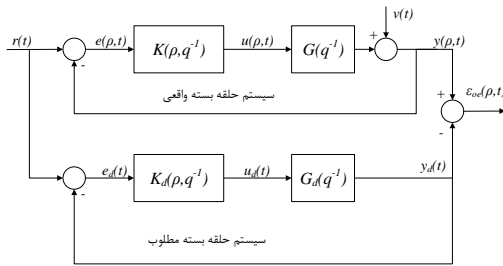 v(t)
r(t) e(ρ,t) K(ρ,q⁻¹) u(ρ,t) G(q⁻¹) + y(ρ,t)
-
سیستم حلقه بسته واقعی
+ ε_oe(ρ,t)
-
e_d(t) K_d(ρ,q⁻¹) u_d(t) G_d(q⁻¹) y_d(t)
-
سیستم حلقه بسته مطلوب